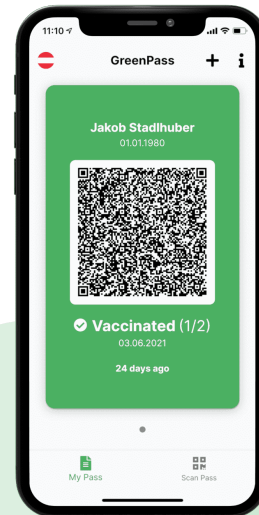 11:10
GreenPass
Jakob Stadlhuber
01.01.1980
Vaccinated (1/2)
03.06.2021
24 days ago
My Pass
Scan Pass